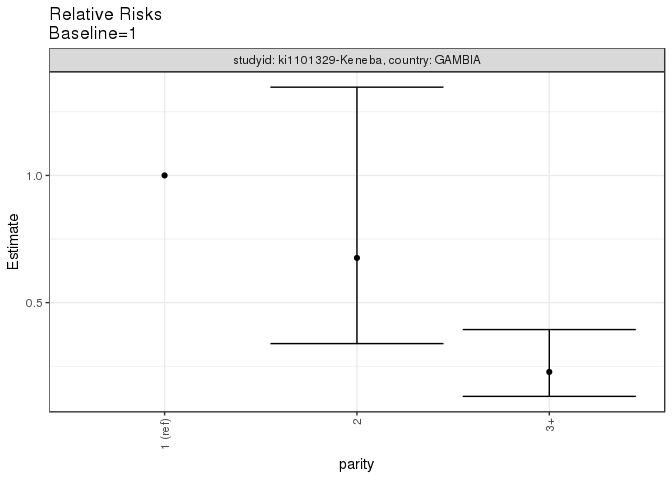 Relative Risks
Baseline=1
studyid: ki1101329-Keneba, country: GAMBIA
Estimate
1.0
0.5
1 (ref)
2
3+
parity